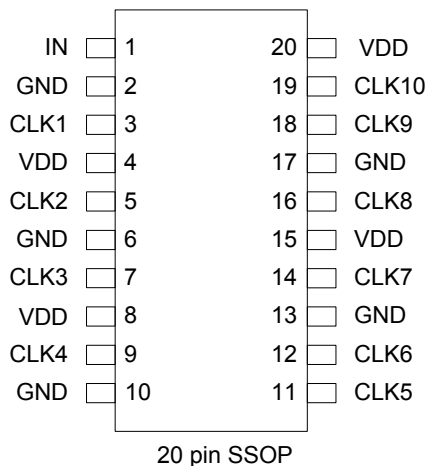 IN 1 20 VDD
GND 2 19 CLK10
CLK1 3 18 CLK9
VDD 4 17 GND
CLK2 5 16 CLK8
GND 6 15 VDD
CLK3 7 14 CLK7
VDD 8 13 GND
CLK4 9 12 CLK6
GND 10 11 CLK5
20 pin SSOP